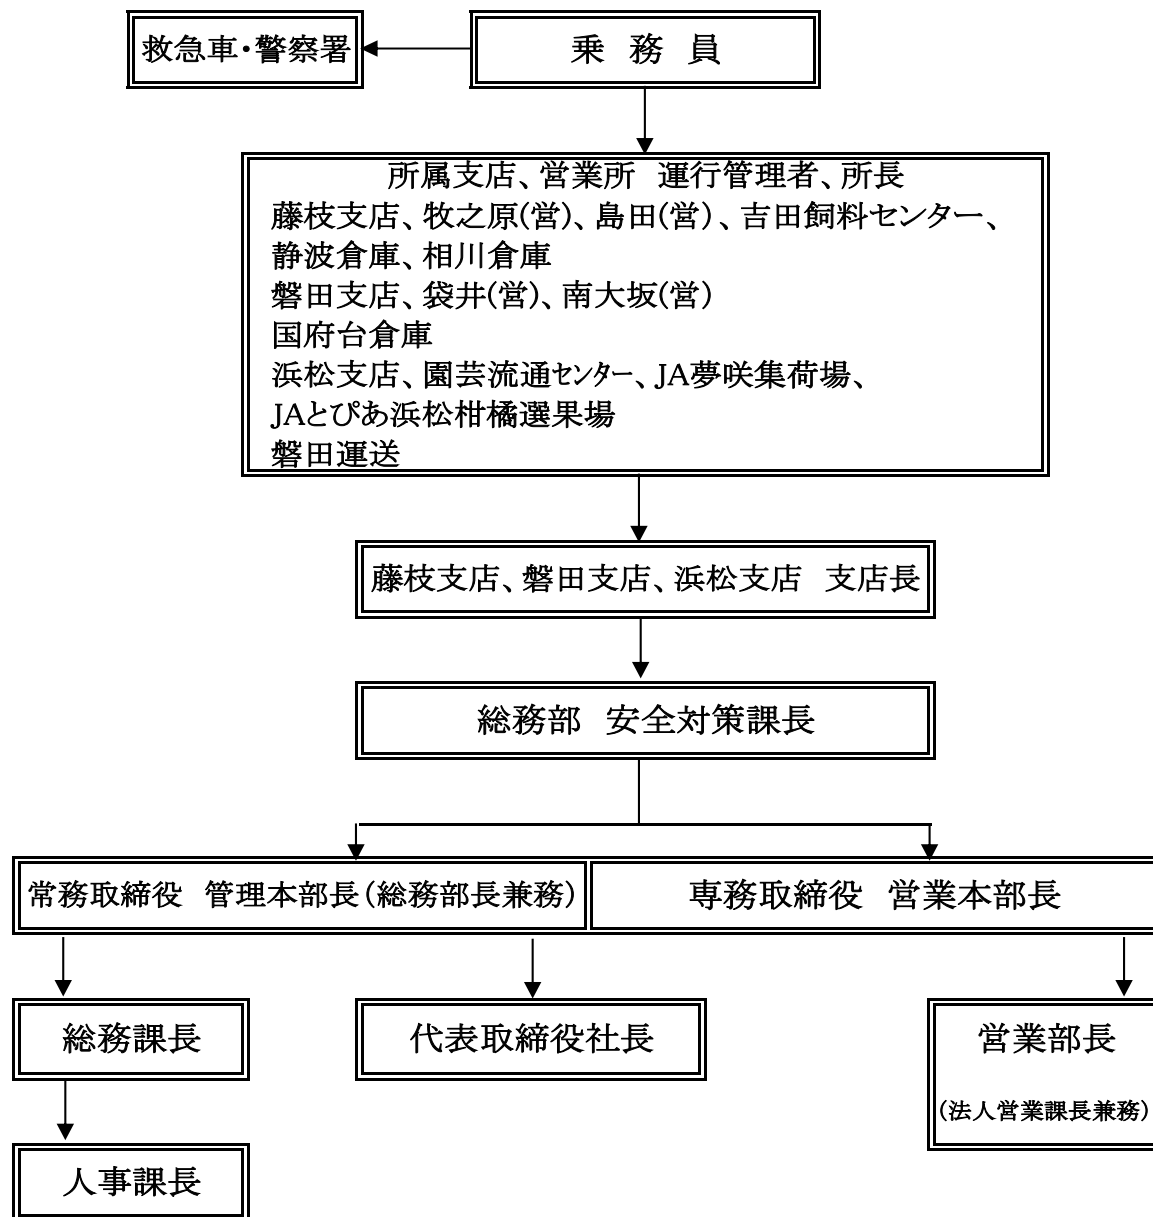 救急車・警察署
乗　務　員
所属支店、営業所　運行管理者、所長
藤枝支店、牧之原(営)、島田(営)、吉田飼料センター、
静波倉庫、相川倉庫
磐田支店、袋井(営)、南大坂(営)
国府台倉庫
浜松支店、園芸流通ｾﾝﾀｰ、JA夢咲集荷場、
JAとぴあ浜松柑橘選果場
磐田運送
藤枝支店、磐田支店、浜松支店　支店長
総務部　安全対策課長
常務取締役　管理本部長(総務部長兼務)
専務取締役　営業本部長
総務課長
代表取締役社長
営業部長
(法人営業課長兼務)
人事課長